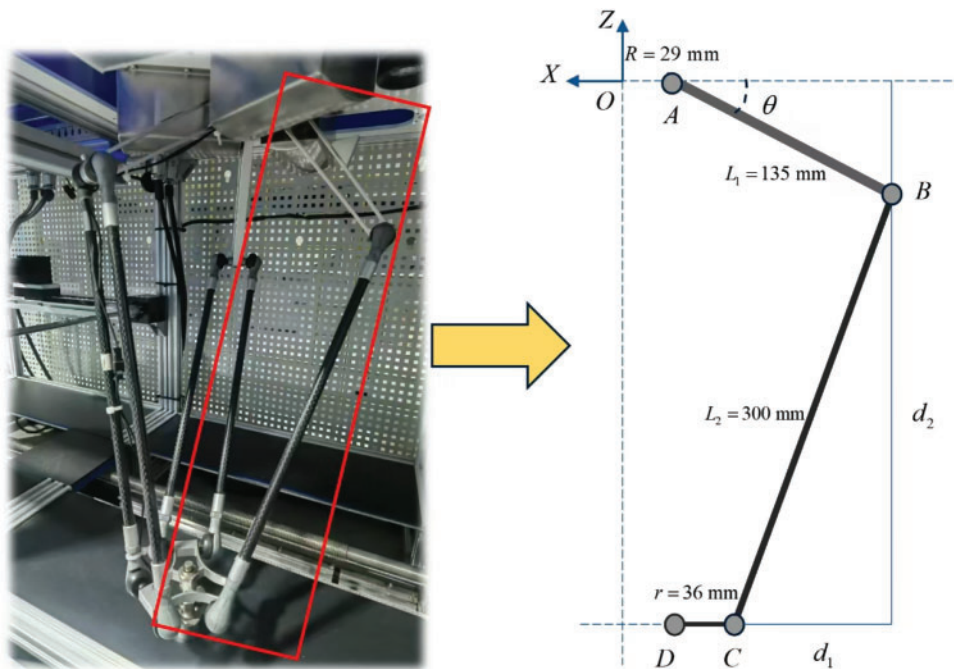 Z
R = 29 mm
X
O
A
θ
L₁ = 135 mm
B
L₂ = 300 mm
d₂
r = 36 mm
D
C
d₁